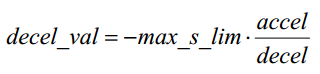 decel_val = −max_s_lim · accel / decel